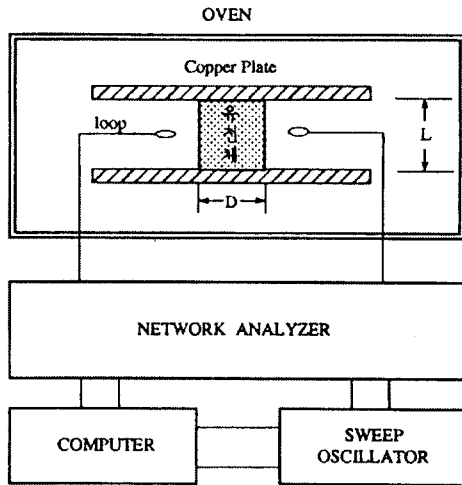 OVEN
Copper Plate
loop
유전체
L
D
NETWORK ANALYZER
COMPUTER
SWEEP
OSCILLATOR